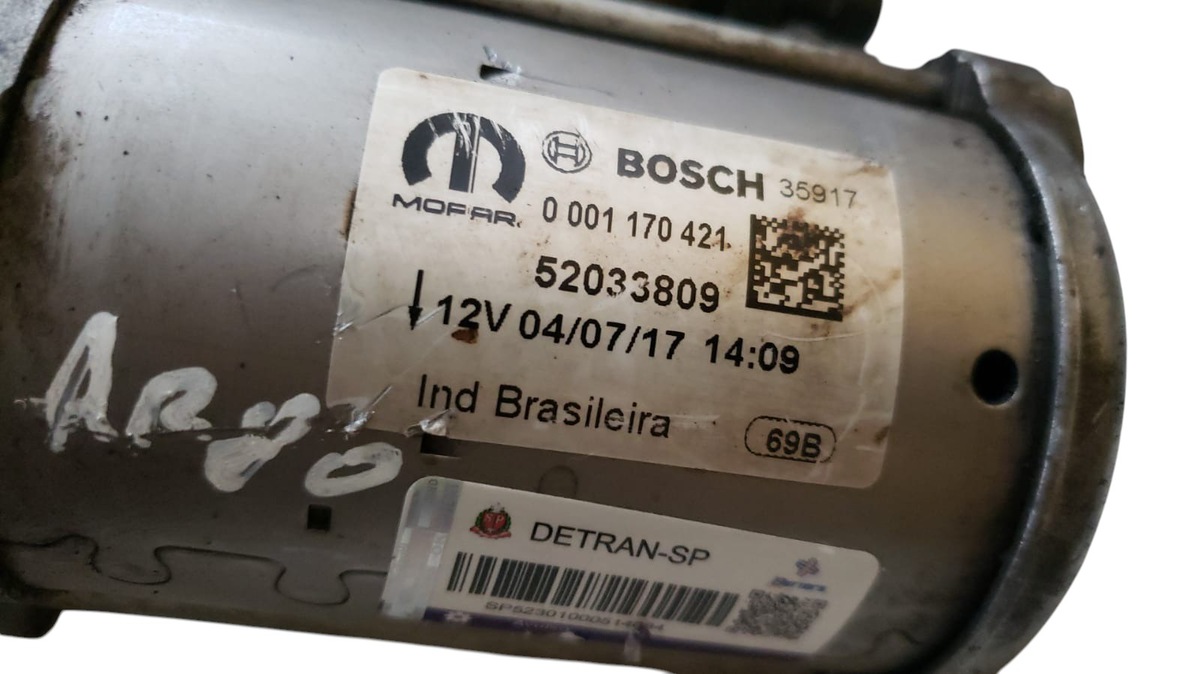 BOSCH 35917
MOPAR
0 001 170 421
52033809
12V 04/07/17 14:09
Ind Brasileira
69B
ARgo
DETRAN-SP